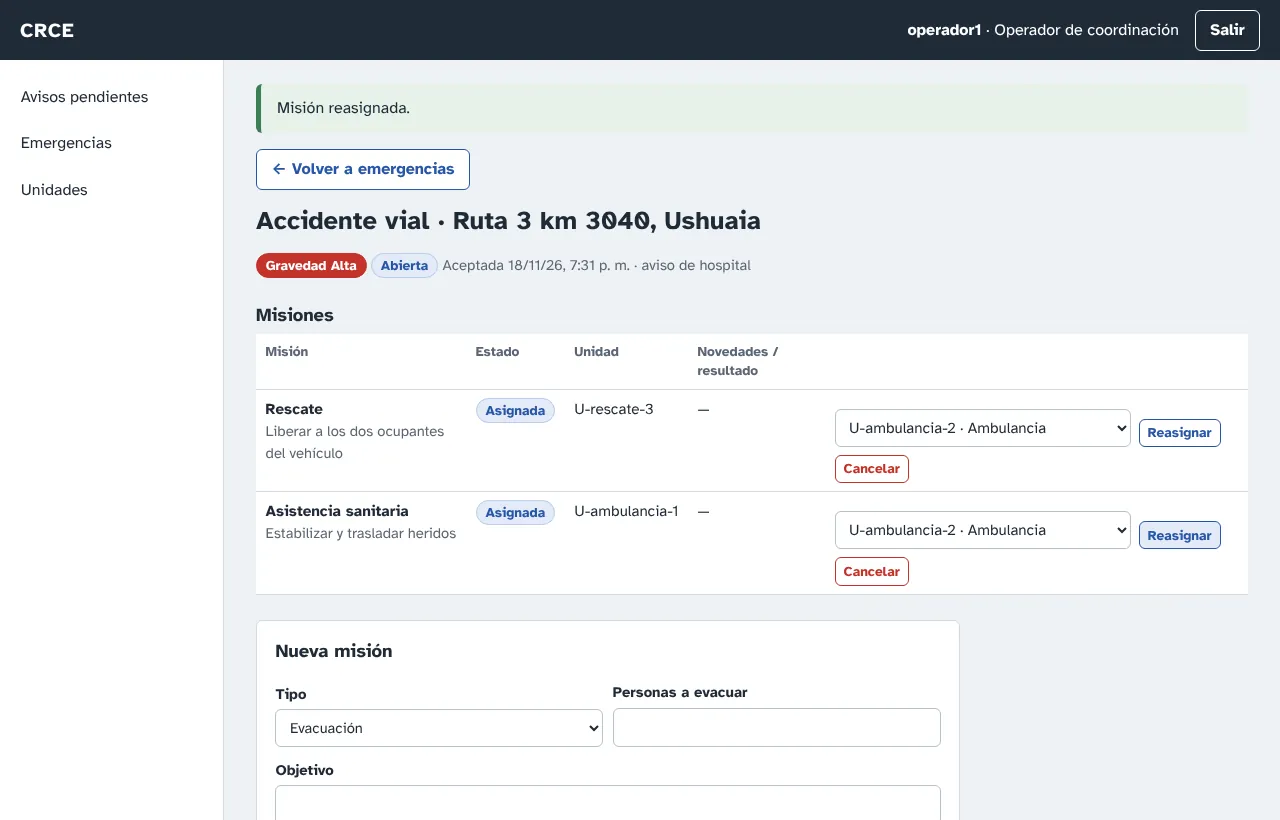 CRCE
operador1 · Operador de coordinación
Salir
Avisos pendientes
Emergencias
Unidades
Misión reasignada.
← Volver a emergencias
Accidente vial · Ruta 3 km 3040, Ushuaia
Gravedad Alta
Abierta
Aceptada 18/11/26, 7:31 p. m. · aviso de hospital
Misiones
Misión
Estado
Unidad
Novedades /
resultado
Rescate
Liberar a los dos ocupantes
del vehículo
Asignada
U-rescate-3
—
U-ambulancia-2 · Ambulancia
Reasignar
Cancelar
Asistencia sanitaria
Estabilizar y trasladar heridos
Asignada
U-ambulancia-1
—
U-ambulancia-2 · Ambulancia
Reasignar
Cancelar
Nueva misión
Tipo
Evacuación
Personas a evacuar
Objetivo